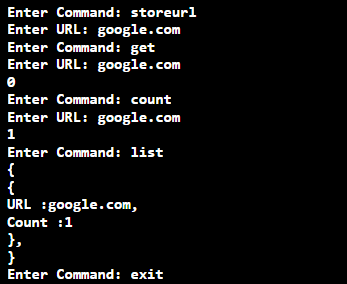 Enter Command: storeurl
Enter URL: google.com
Enter Command: get
Enter URL: google.com
0
Enter Command: count
Enter URL: google.com
1
Enter Command: list
{
{
URL :google.com,
Count :1
},
}
Enter Command: exit